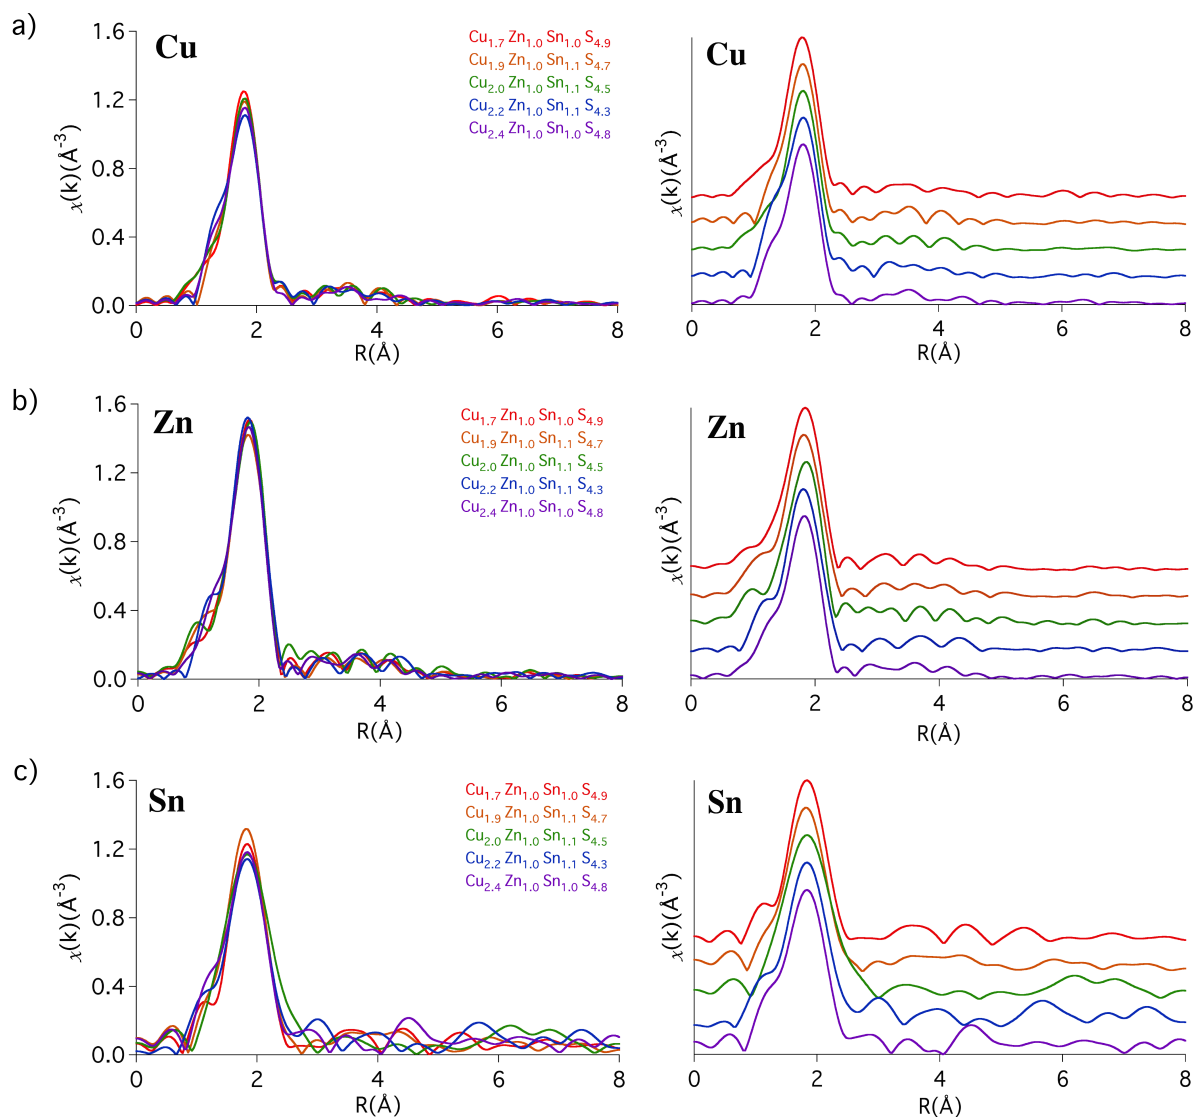 a)
Cu
χ(k)(Å-3)
1.6
1.2
0.8
0.4
0.0
0 2 4 6 8
R(Å)
Cu1.7 Zn1.0 Sn1.0 S4.9
Cu1.9 Zn1.0 Sn1.1 S4.7
Cu2.0 Zn1.0 Sn1.1 S4.5
Cu2.2 Zn1.0 Sn1.1 S4.3
Cu2.4 Zn1.0 Sn1.0 S4.8
Cu
χ(k)(Å-3)
0 2 4 6 8
R(Å)
b)
Zn
χ(k)(Å-3)
1.6
1.2
0.8
0.4
0.0
0 2 4 6 8
R(Å)
Cu1.7 Zn1.0 Sn1.0 S4.9
Cu1.9 Zn1.0 Sn1.1 S4.7
Cu2.0 Zn1.0 Sn1.1 S4.5
Cu2.2 Zn1.0 Sn1.1 S4.3
Cu2.4 Zn1.0 Sn1.0 S4.8
Zn
χ(k)(Å-3)
0 2 4 6 8
R(Å)
c)
Sn
χ(k)(Å-3)
1.6
1.2
0.8
0.4
0.0
0 2 4 6 8
R(Å)
Cu1.7 Zn1.0 Sn1.0 S4.9
Cu1.9 Zn1.0 Sn1.1 S4.7
Cu2.0 Zn1.0 Sn1.1 S4.5
Cu2.2 Zn1.0 Sn1.1 S4.3
Cu2.4 Zn1.0 Sn1.0 S4.8
Sn
χ(k)(Å-3)
0 2 4 6 8
R(Å)